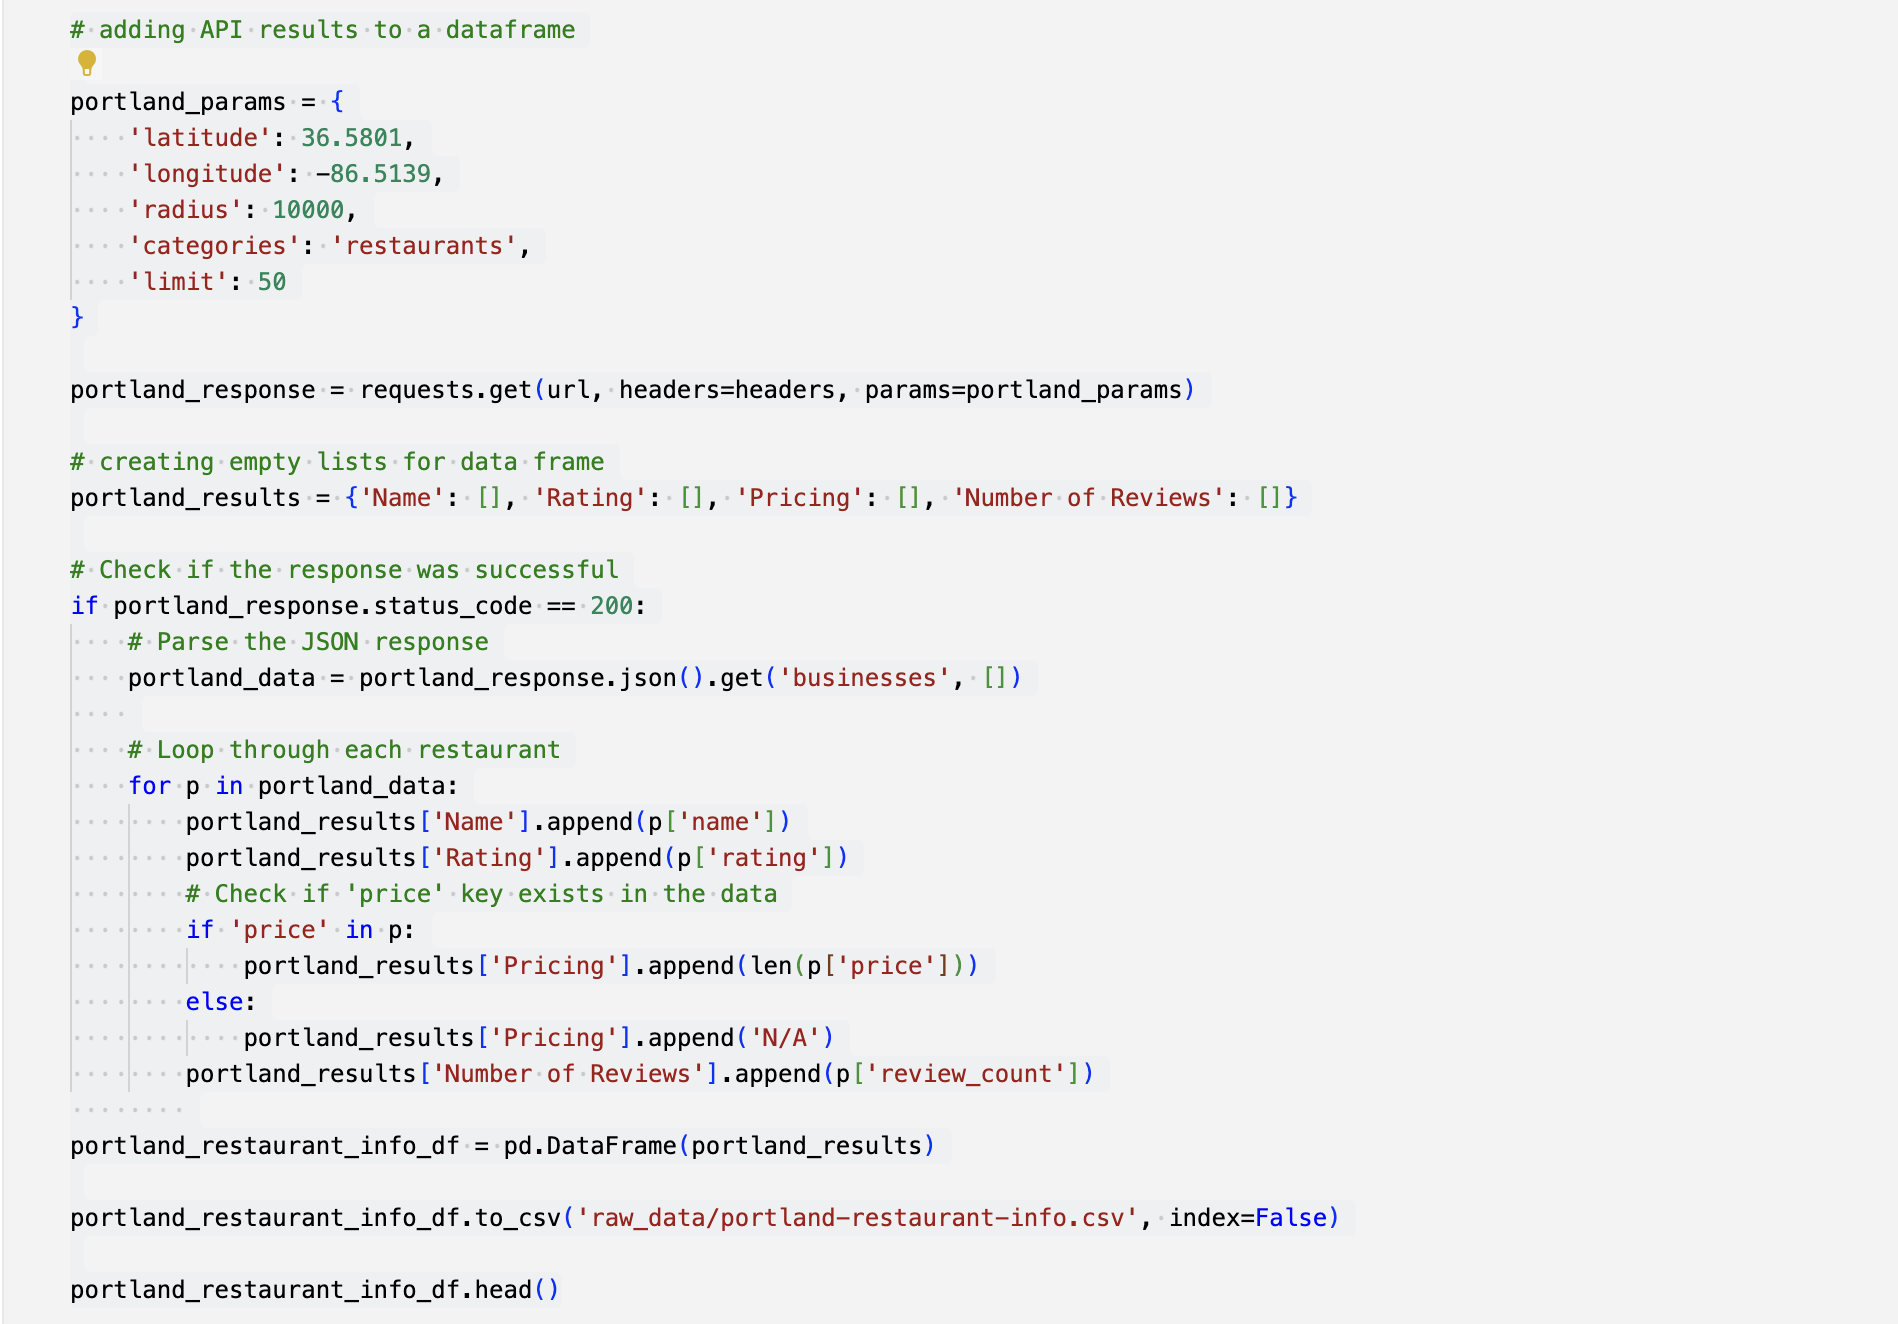 # adding API results to a dataframe
portland_params = {
    'latitude': 36.5801,
    'longitude': -86.5139,
    'radius': 10000,
    'categories': 'restaurants',
    'limit': 50
}
portland_response = requests.get(url, headers=headers, params=portland_params)
# creating empty lists for data frame
portland_results = {'Name': [], 'Rating': [], 'Pricing': [], 'Number of Reviews': []}
# Check if the response was successful
if portland_response.status_code == 200:
    # Parse the JSON response
    portland_data = portland_response.json().get('businesses', [])
    # Loop through each restaurant
    for p in portland_data:
        portland_results['Name'].append(p['name'])
        portland_results['Rating'].append(p['rating'])
        # Check if 'price' key exists in the data
        if 'price' in p:
            portland_results['Pricing'].append(len(p['price']))
        else:
            portland_results['Pricing'].append('N/A')
        portland_results['Number of Reviews'].append(p['review_count'])
portland_restaurant_info_df = pd.DataFrame(portland_results)
portland_restaurant_info_df.to_csv('raw_data/portland-restaurant-info.csv', index=False)
portland_restaurant_info_df.head()